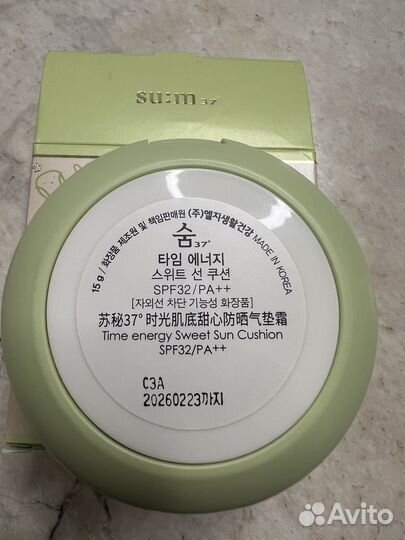 su:m37°
15g / 화장품 제조원 및 책임판매원 (주)엘지생활건강 MADE IN KOREA
숨37°
타임 에너지
스위트 선 쿠션
SPF32/PA++
[자외선 차단 기능성 화장품]
苏秘37°时光肌底甜心防晒气垫霜
Time energy Sweet Sun Cushion
SPF32/PA++
C3A
20260223까지
Avito